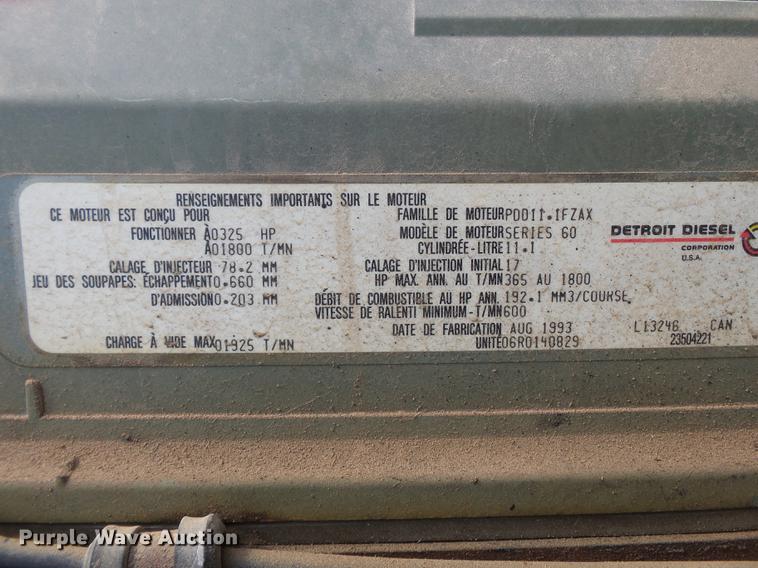 RENSEIGNEMENTS IMPORTANTS SUR LE MOTEUR
CE MOTEUR EST CONÇU POUR
FONCTIONNER À0325 HP
À01800 T/MN
CALAGE D'INJECTEUR 78.2 MM
JEU DES SOUPAPES: ÉCHAPPEMENT0.660 MM
D'ADMISSION0.203 MM
CHARGE À VIDE MAX01925 T/MN
FAMILLE DE MOTEURPDD11.1FZAX
MODÈLE DE MOTEURSERIES 60
CYLINDRÉE-LITRE11.1
CALAGE D'INJECTION INITIAL17
HP MAX. ANN. AU T/MN365 AU 1800
DÉBIT DE COMBUSTIBLE AU HP ANN.192.1 MM3/COURSE
VITESSE DE RALENTI MINIMUM-T/MN600
DATE DE FABRICATION AUG 1993
UNITÉ06R0140829
DETROIT DIESEL
CORPORATION
U.S.A.
L1324G CAN
23504221
Purple Wave Auction